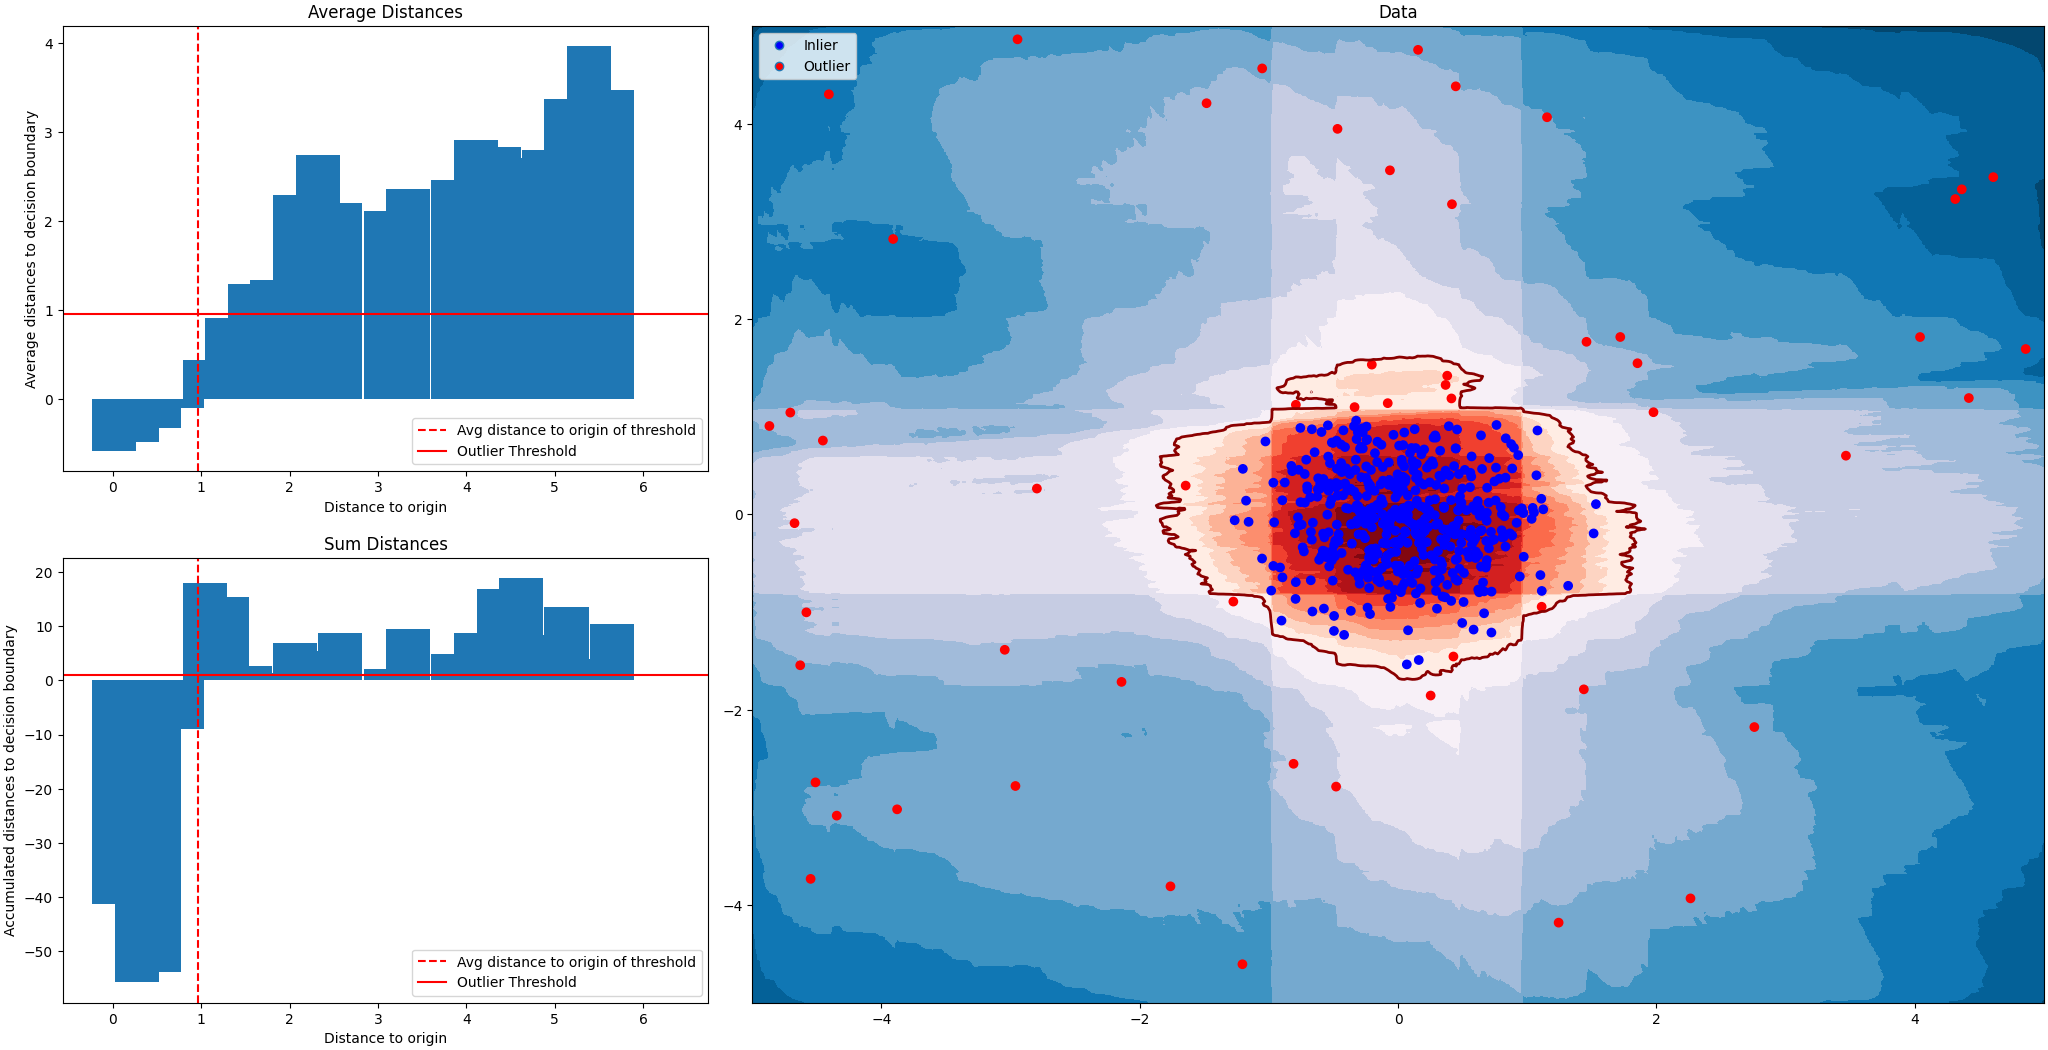 Average Distances
Average distances to decision boundary
4
3
2
1
0
0 1 2 3 4 5 6
Distance to origin
Avg distance to origin of threshold
Outlier Threshold
Sum Distances
Accumulated distances to decision boundary
20
10
0
−10
−20
−30
−40
−50
0 1 2 3 4 5 6
Distance to origin
Avg distance to origin of threshold
Outlier Threshold
Data
Inlier
Outlier
4
2
0
−2
−4
−4 −2 0 2 4